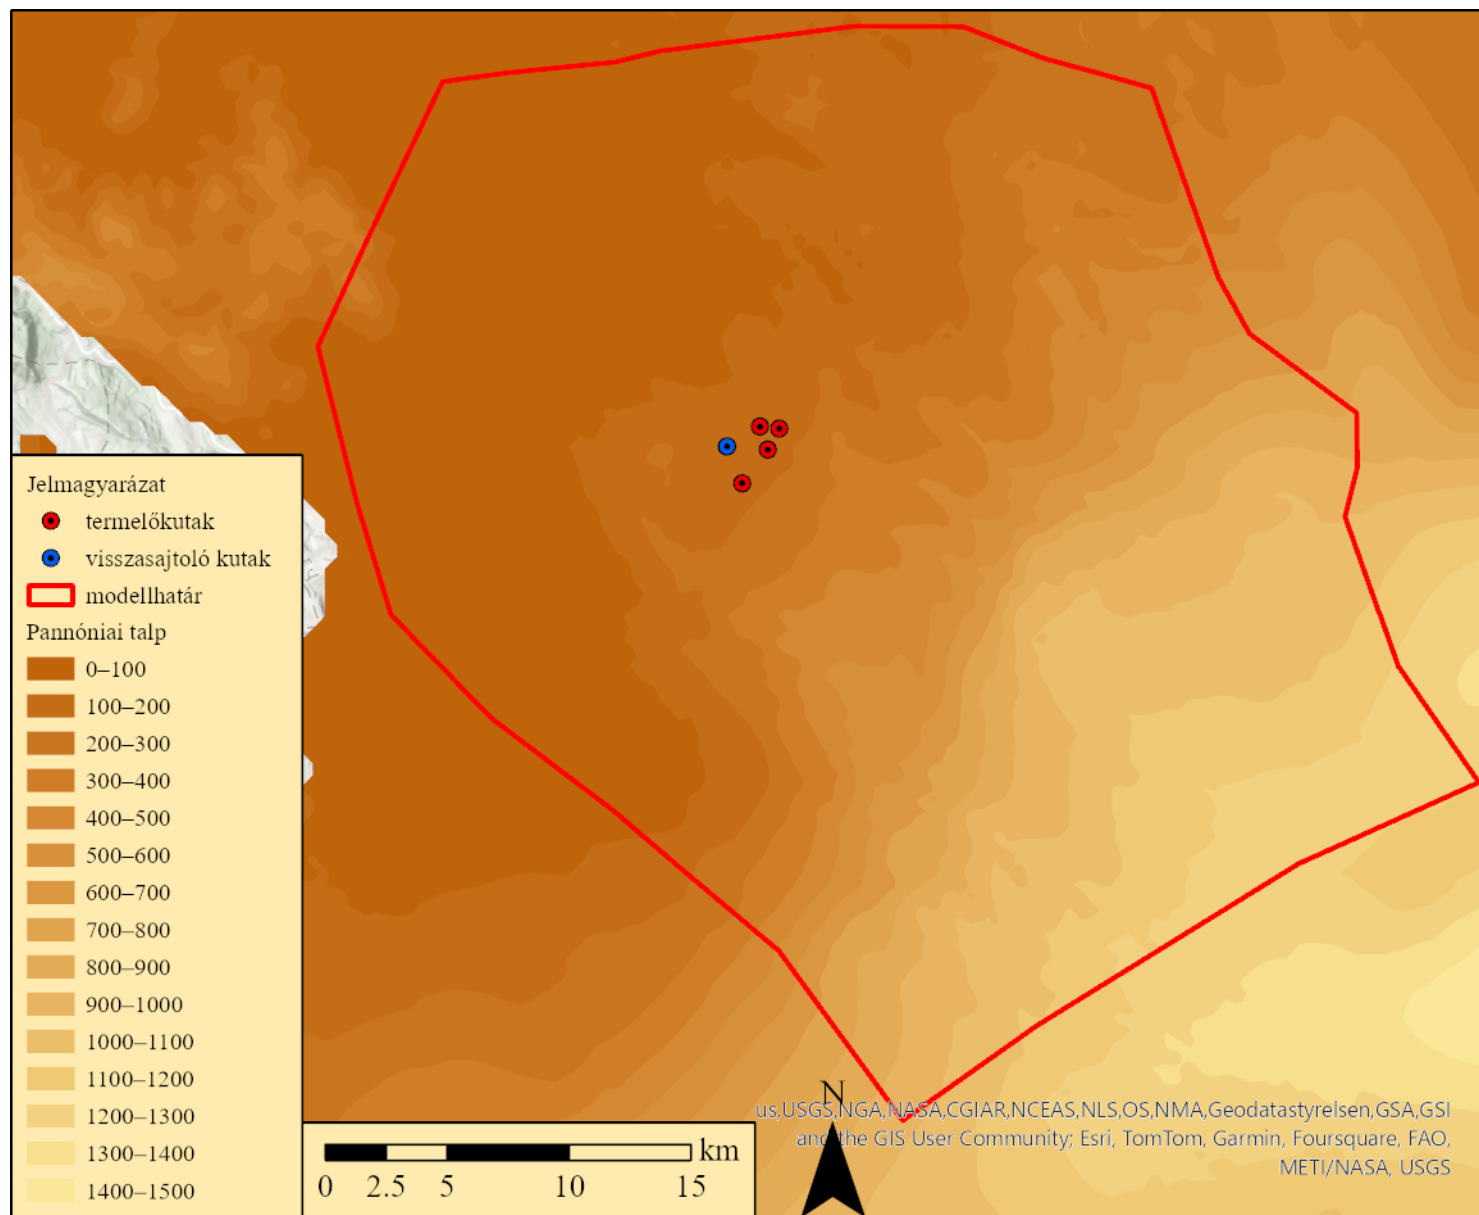 Jelmagyarázat
termelőkutak
visszasajtoló kutak
modellhatár
Pannóniai talp
0–100
100–200
200–300
300–400
400–500
500–600
600–700
700–800
800–900
900–1000
1000–1100
1100–1200
1200–1300
1300–1400
1400–1500
km
0 2.5 5 10 15
N
us,USGS,NGA,NASA,CGIAR,NCEAS,NLS,OS,NMA,Geodatastyrelsen,GSA,GSI
and the GIS User Community; Esri, TomTom, Garmin, Foursquare, FAO,
METI/NASA, USGS